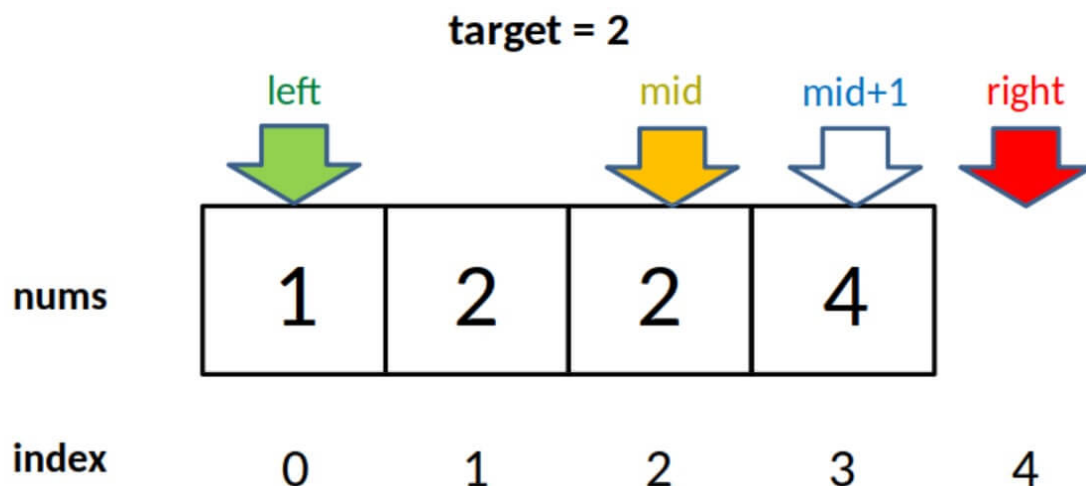 target = 2
left mid mid+1 right
nums 1 2 2 4
index 0 1 2 3 4